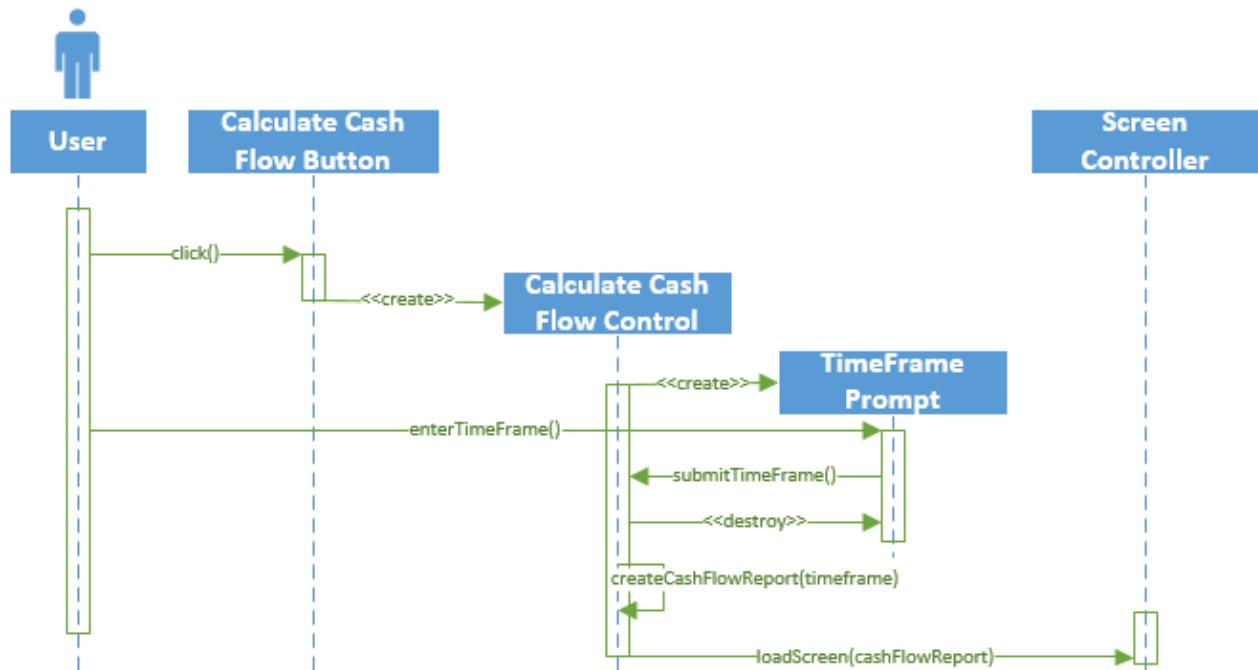 User
Calculate Cash
Flow Button
Screen
Controller
click()
<<create>>
Calculate Cash
Flow Control
<<create>>
TimeFrame
Prompt
enterTimeFrame()
submitTimeFrame()
<<destroy>>
createCashFlowReport(timeframe)
loadScreen(cashFlowReport)